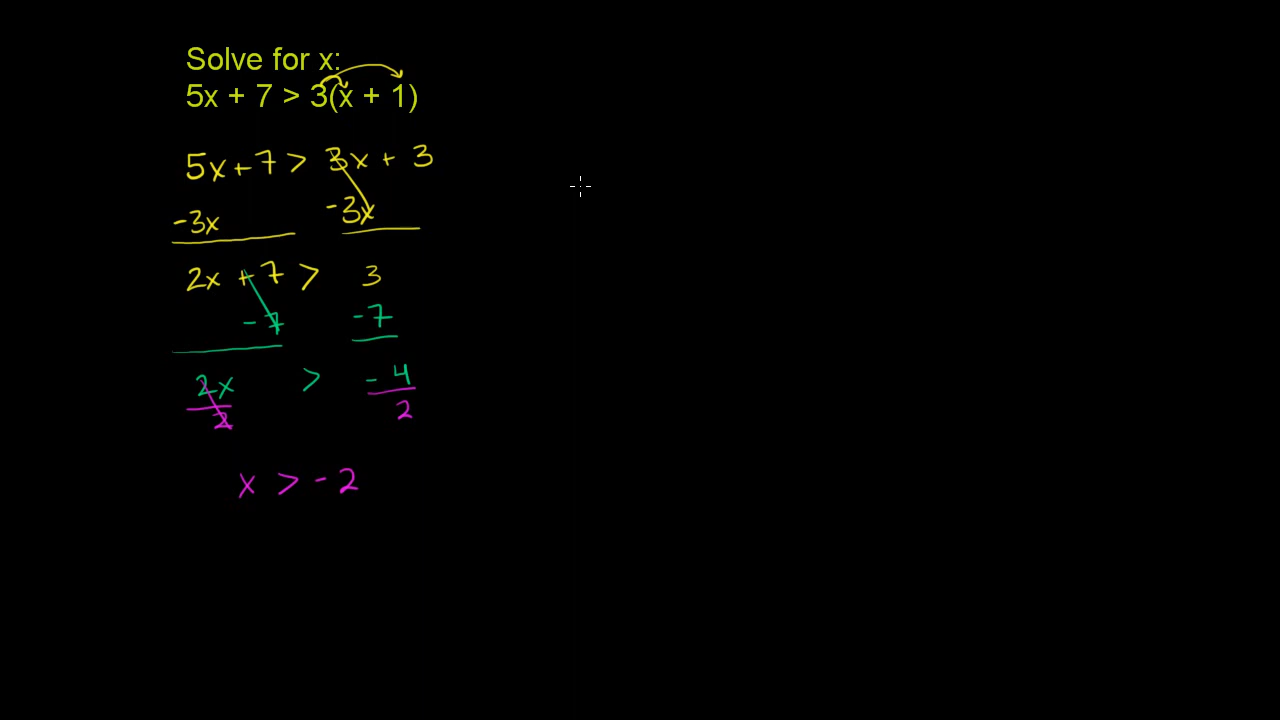 Solve for x:
5x + 7 > 3(x + 1)
5x + 7 > 3x + 3
-3x -3x
2x + 7 > 3
-7 -7
2x > -4
2 2
x > -2